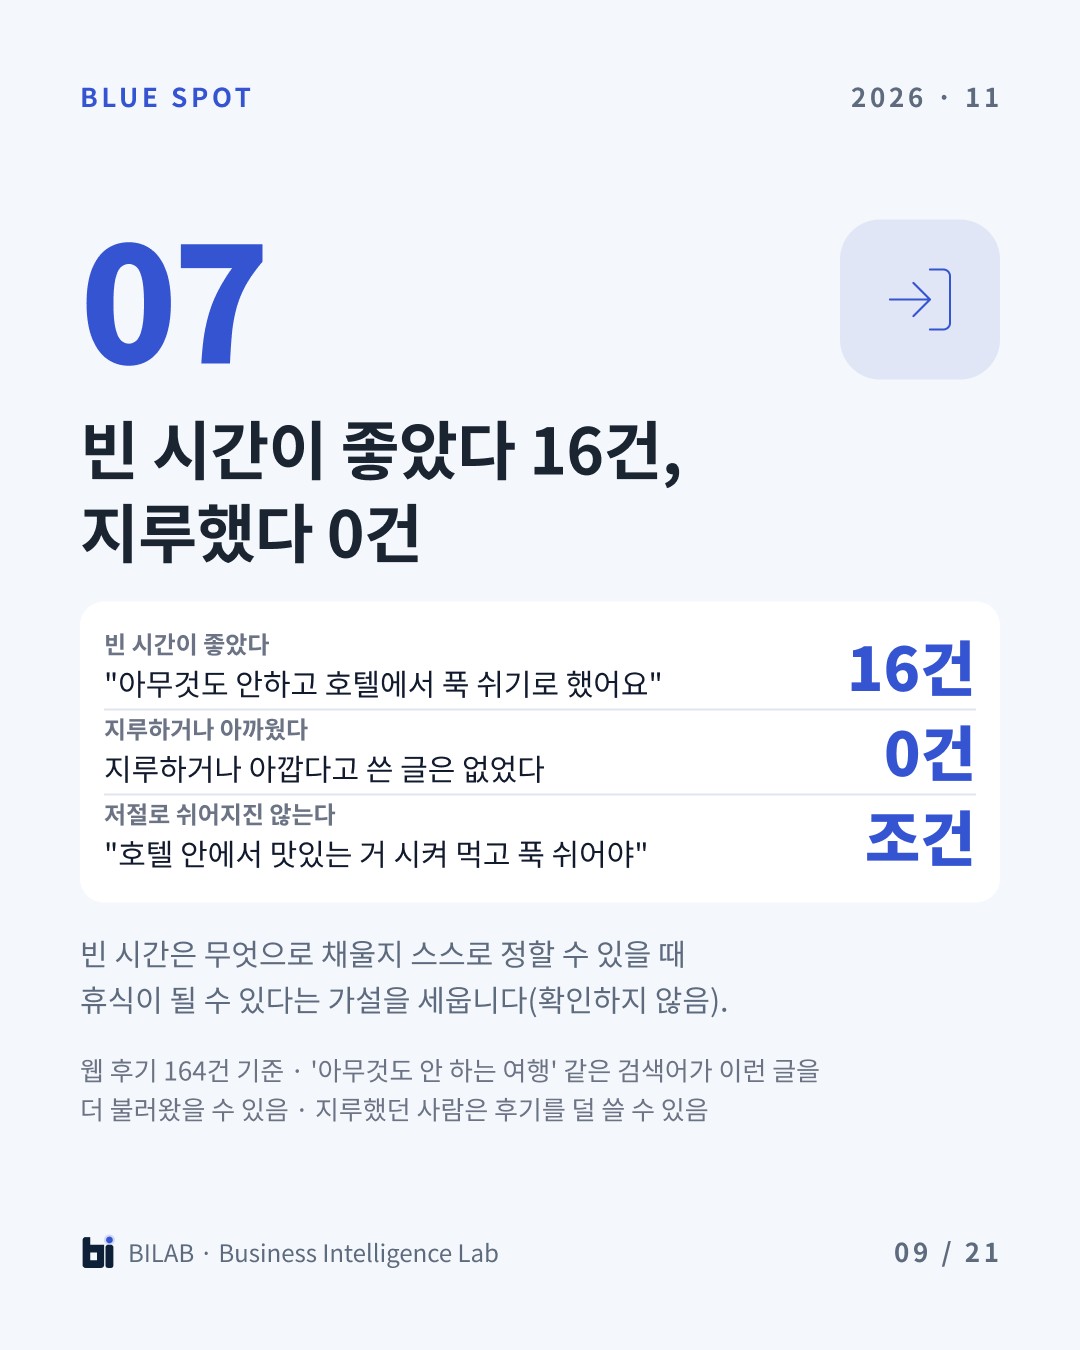 BLUE SPOT
2026 · 11
07
빈 시간이 좋았다 16건,
지루했다 0건
빈 시간이 좋았다
"아무것도 안하고 호텔에서 푹 쉬기로 했어요"
16건
지루하거나 아까웠다
지루하거나 아깝다고 쓴 글은 없었다
0건
저절로 쉬어지진 않는다
"호텔 안에서 맛있는 거 시켜 먹고 푹 쉬어야"
조건
빈 시간은 무엇으로 채울지 스스로 정할 수 있을 때
휴식이 될 수 있다는 가설을 세웁니다(확인하지 않음).
웹 후기 164건 기준 · '아무것도 안 하는 여행' 같은 검색어가 이런 글을
더 불러왔을 수 있음 · 지루했던 사람은 후기를 덜 쓸 수 있음
bi BILAB · Business Intelligence Lab
09 / 21